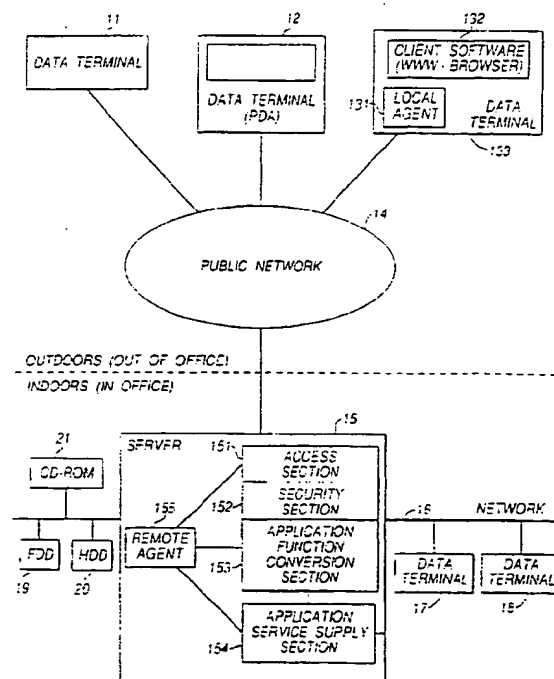 11
DATA TERMINAL
12
DATA TERMINAL
(PDA)
132
CLIENT SOFTWARE
(WWW - BROWSER)
LOCAL
AGENT
131
DATA
TERMINAL
133
14
PUBLIC NETWORK
OUTDOORS (OUT OF OFFICE)
INDOORS (IN OFFICE)
15
SERVER
151
ACCESS
SECTION
152
SECURITY SECTION
21
CD-ROM
155
REMOTE
AGENT
APPLICATION
FUNCTION
CONVERSION
SECTION
153
16
NETWORK
FDD
19
HDD
20
DATA
TERMINAL
17
DATA
TERMINAL
18
APPLICATION
SERVICE SUPPLY
SECTION
154